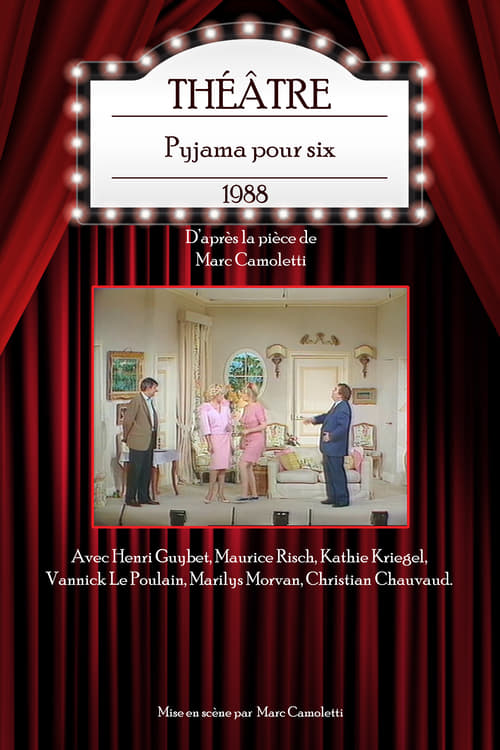 THÉÂTRE
Pyjama pour six
1988
D'après la pièce de
Marc Camoletti
Avec Henri Guybet, Maurice Risch, Kathie Kriegel,
Vannick Le Poulain, Marilys Morvan, Christian Chauvaud.
Mise en scène par Marc Camoletti